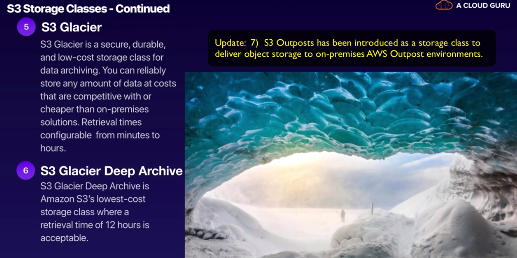 S3 Storage Classes - Continued
A CLOUD GURU
5 S3 Glacier
S3 Glacier is a secure, durable,
and low-cost storage class for
data archiving. You can reliably
store any amount of data at costs
that are competitive with or
cheaper than on-premises
solutions. Retrieval times
configurable from minutes to
hours.
Update: 7) S3 Outposts has been introduced as a storage class to
deliver object storage to on-premises AWS Outpost environments.
6 S3 Glacier Deep Archive
S3 Glacier Deep Archive is
Amazon S3's lowest-cost
storage class where a
retrieval time of 12 hours is
acceptable.